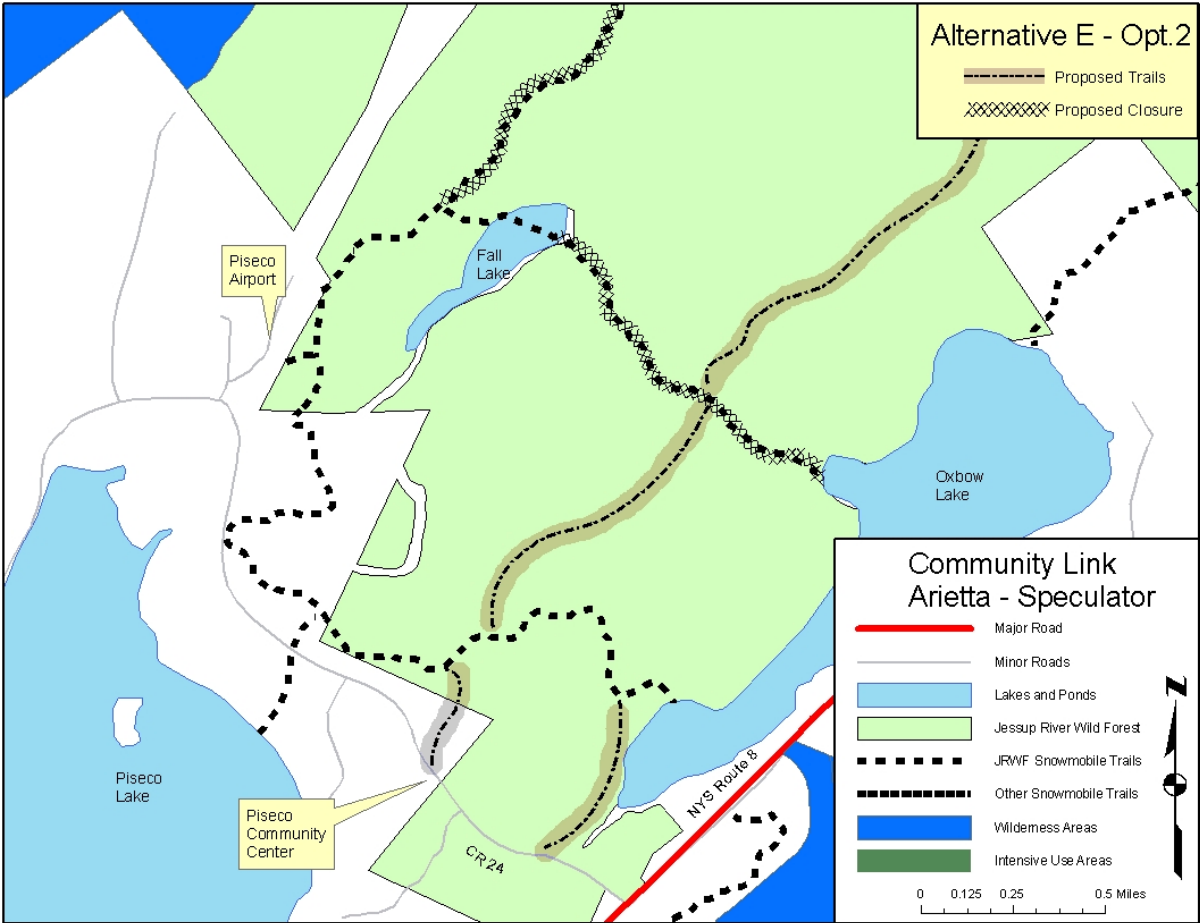 Alternative E - Opt.2
Proposed Trails
Proposed Closure
Piseco
Airport
Fall
Lake
Oxbow
Lake
Piseco
Lake
Piseco
Community
Center
CR 24
NYS Route 8
Community Link
Arietta - Speculator
Major Road
Minor Roads
Lakes and Ponds
Jessup River Wild Forest
JRWF Snowmobile Trails
Other Snowmobile Trails
Wilderness Areas
Intensive Use Areas
N
0 0.125 0.25 0.5 Miles